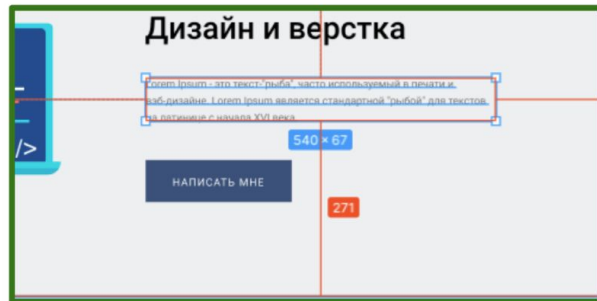 Дизайн и верстка
Lorem Ipsum - это текст-"рыба", часто используемый в печати и
вэб-дизайне. Lorem Ipsum является стандартной "рыбой" для текстов
на латинице с начала XVI века.
540 × 67
/>
НАПИСАТЬ МНЕ
271